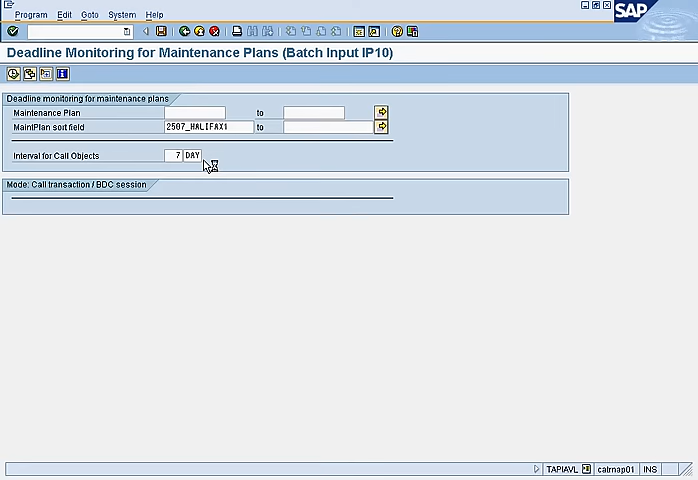 Program Edit Goto System Help
SAP
Deadline Monitoring for Maintenance Plans (Batch Input IP10)
Deadline monitoring for maintenance plans
Maintenance Plan to
MaintPlan sort field 2507_HALIFAX1 to
Interval for Call Objects 7 DAY
Mode: Call transaction / BDC session
TAPIAVL calrnap01 INS